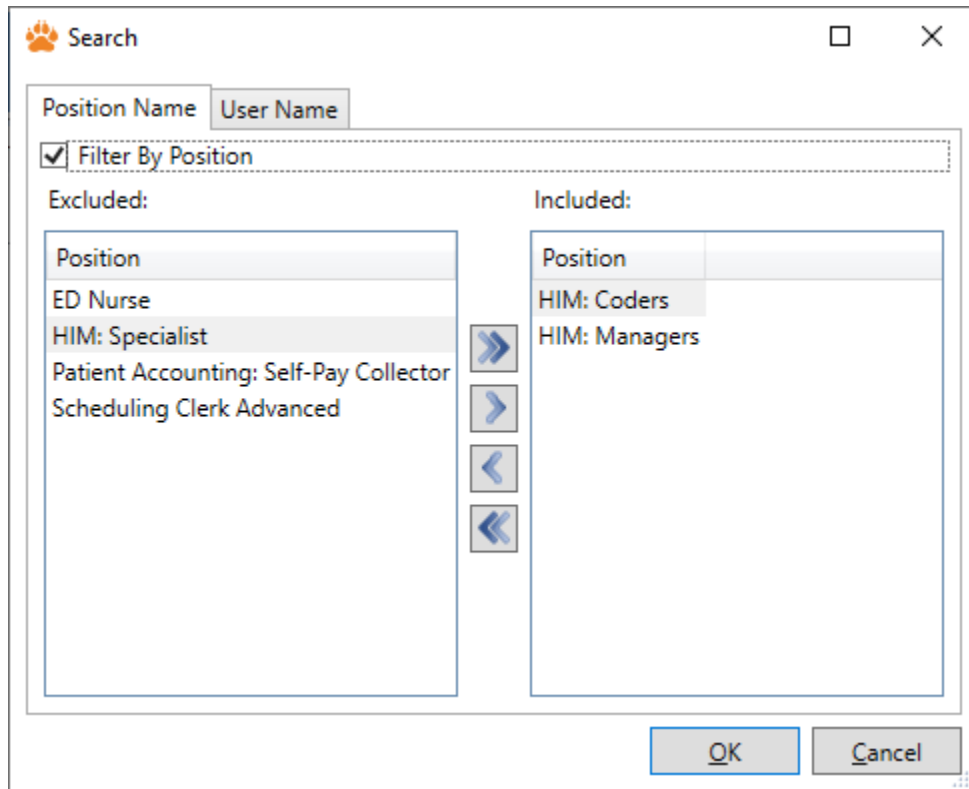 Search
Position Name
User Name
Filter By Position
Excluded:
Position
ED Nurse
HIM: Specialist
Patient Accounting: Self-Pay Collector
Scheduling Clerk Advanced
Included:
Position
HIM: Coders
HIM: Managers
OK
Cancel